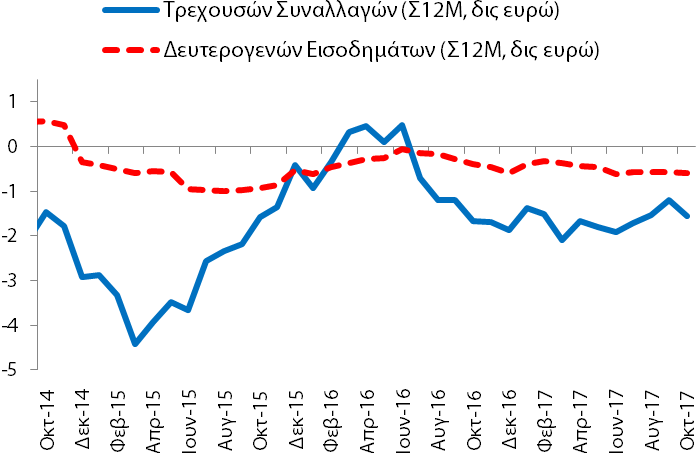 Τρεχουσών Συναλλαγών (Σ12Μ, δις ευρώ)
Δευτερογενών Εισοδημάτων (Σ12Μ, δις ευρώ)
1
0
-1
-2
-3
-4
-5
Οκτ-14
Δεκ-14
Φεβ-15
Απρ-15
Ιουν-15
Αυγ-15
Οκτ-15
Δεκ-15
Φεβ-16
Απρ-16
Ιουν-16
Αυγ-16
Οκτ-16
Δεκ-16
Φεβ-17
Απρ-17
Ιουν-17
Αυγ-17
Οκτ-17